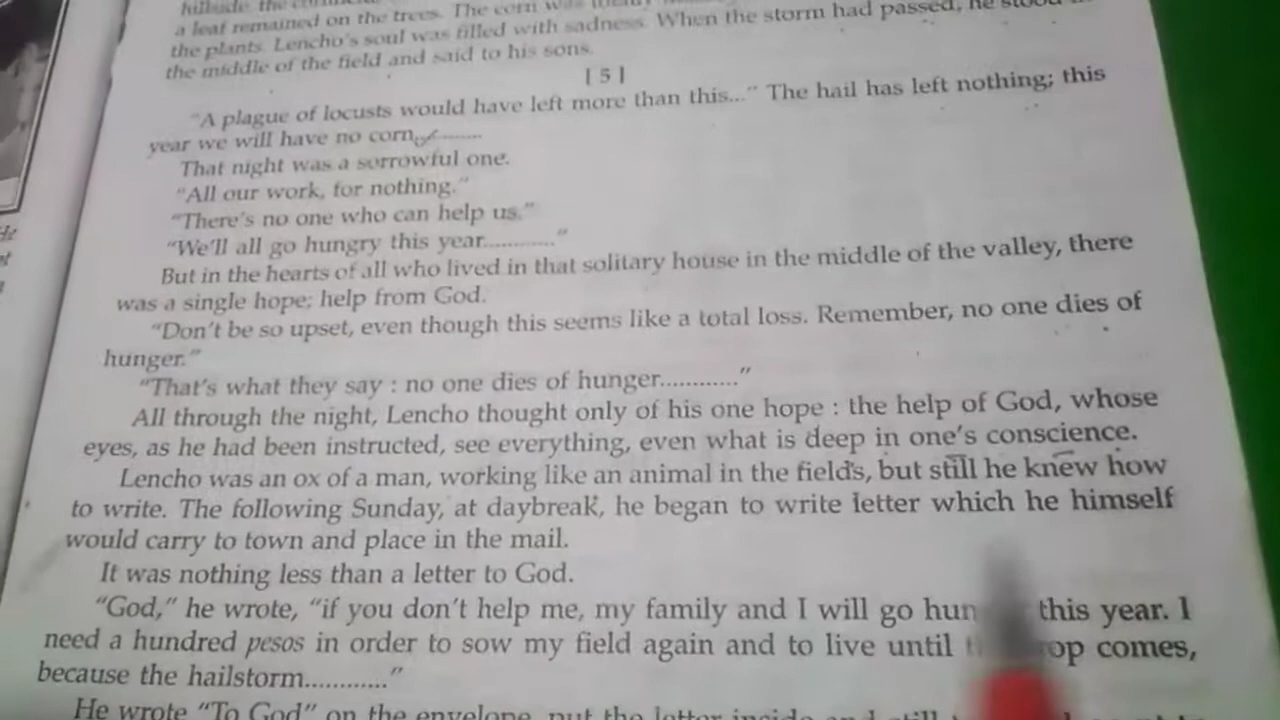 hillside, the
a leaf remained on the trees. The corn was
the plants. Lencho's soul was filled with sadness. When the storm had passed, he stood
the middle of the field and said to his sons.
[ 5 ]
"A plague of locusts would have left more than this..." The hail has left nothing; this
year we will have no corn, .......
That night was a sorrowful one.
"All our work, for nothing."
"There's no one who can help us."
"We'll all go hungry this year............"
But in the hearts of all who lived in that solitary house in the middle of the valley, there
was a single hope; help from God.
"Don't be so upset, even though this seems like a total loss. Remember, no one dies of
hunger."
"That's what they say : no one dies of hunger............"
All through the night, Lencho thought only of his one hope : the help of God, whose
eyes, as he had been instructed, see everything, even what is deep in one's conscience.
Lencho was an ox of a man, working like an animal in the fields, but still he knew how
to write. The following Sunday, at daybreak, he began to write letter which he himself
would carry to town and place in the mail.
It was nothing less than a letter to God.
"God," he wrote, "if you don't help me, my family and I will go this year. I
need a hundred pesos in order to sow my field again and to live until comes,
because the hailstorm............"
He wrote "To God" on the envelope, put the letter inside and still